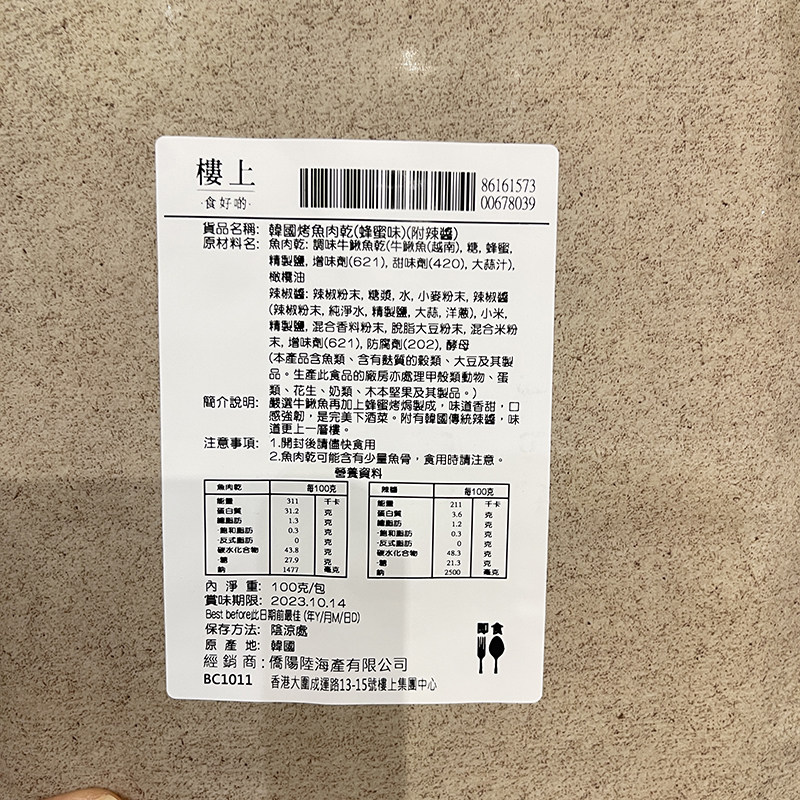 樓上
·食好啲·
86161573
00678039
貨品名稱: 韓國烤魚肉乾(蜂蜜味)(附辣醬)
原材料名: 魚肉乾: 調味牛鰍魚乾(牛鰍魚(越南), 糖, 蜂蜜,
精製鹽, 增味劑(621), 甜味劑(420), 大蒜汁),
橄欖油
辣椒醬: 辣椒粉末, 糖漿, 水, 小麥粉末, 辣椒醬
(辣椒粉末, 純淨水, 精製鹽, 大蒜, 洋蔥), 小米,
精製鹽, 混合香料粉末, 脫脂大豆粉末, 混合米粉
末, 增味劑(621), 防腐劑(202), 酵母
(本產品含魚類、含有麩質的穀類、大豆及其製
品。生產此食品的廠房亦處理甲殼類動物、蛋
類、花生、奶類、木本堅果及其製品。)
簡介說明: 嚴選牛鰍魚再加上蜂蜜烤焗製成，味道香甜，口
感強韌，是完美下酒菜。附有韓國傳統辣醬，味
道更上一層樓。
注意事項: 1.開封後請儘快食用
2.魚肉乾可能含有少量魚骨，食用時請注意。
營養資料
魚肉乾 每100克
能量 311 千卡
蛋白質 31.2 克
總脂肪 1.3 克
·飽和脂肪 0.3 克
·反式脂肪 0 克
碳水化合物 43.8 克
·糖 27.9 克
鈉 1477 毫克
辣醬 每100克
能量 211 千卡
蛋白質 3.6 克
總脂肪 1.2 克
·飽和脂肪 0.3 克
·反式脂肪 0 克
碳水化合物 48.3 克
·糖 21.3 克
鈉 2500 毫克
內淨重: 100克/包
賞味期限: 2023.10.14
Best before此日期前最佳 (年Y/月M/日D)
保存方法: 陰涼處
原產地: 韓國
即食
經銷商:僑陽陸海產有限公司
BC1011 香港大圍成運路13-15號樓上集團中心